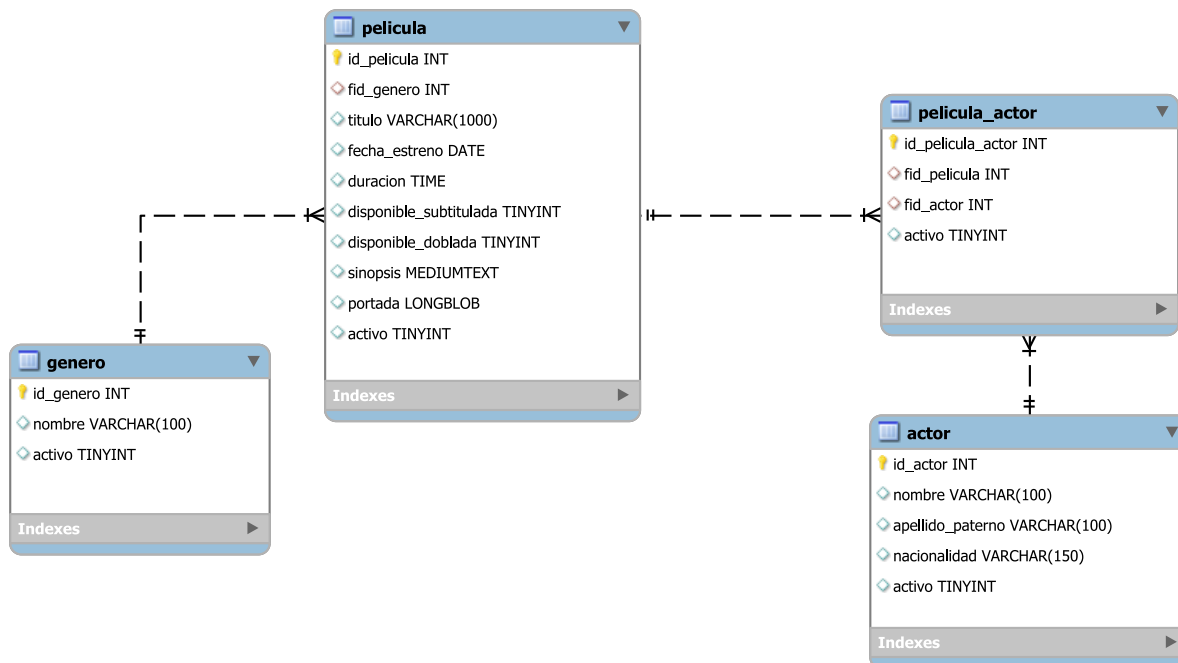 pelicula
id_pelicula INT
fid_genero INT
titulo VARCHAR(1000)
fecha_estreno DATE
duracion TIME
disponible_subtitulada TINYINT
disponible_doblada TINYINT
sinopsis MEDIUMTEXT
portada LONGBLOB
activo TINYINT
Indexes
pelicula_actor
id_pelicula_actor INT
fid_pelicula INT
fid_actor INT
activo TINYINT
Indexes
genero
id_genero INT
nombre VARCHAR(100)
activo TINYINT
Indexes
actor
id_actor INT
nombre VARCHAR(100)
apellido_paterno VARCHAR(100)
nacionalidad VARCHAR(150)
activo TINYINT
Indexes